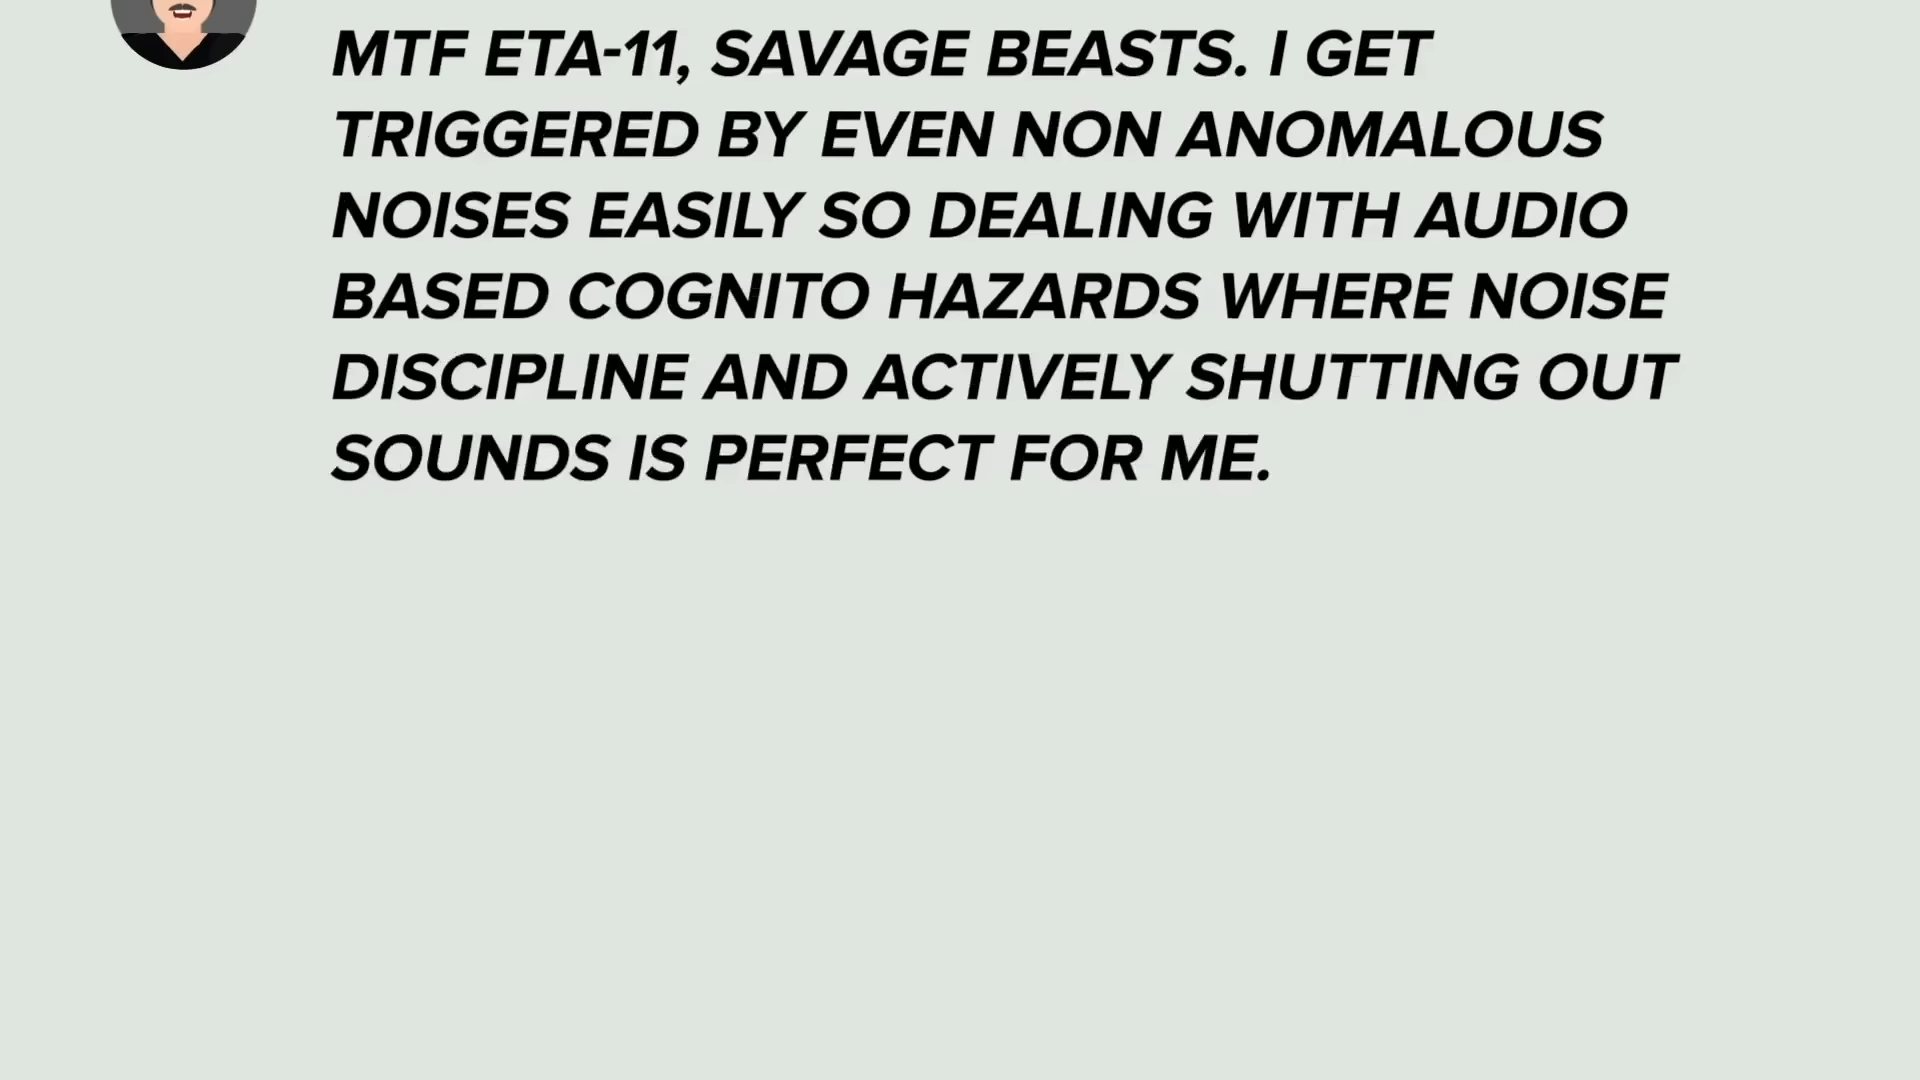 MTF ETA-11, SAVAGE BEASTS. I GET
TRIGGERED BY EVEN NON ANOMALOUS
NOISES EASILY SO DEALING WITH AUDIO
BASED COGNITO HAZARDS WHERE NOISE
DISCIPLINE AND ACTIVELY SHUTTING OUT
SOUNDS IS PERFECT FOR ME.